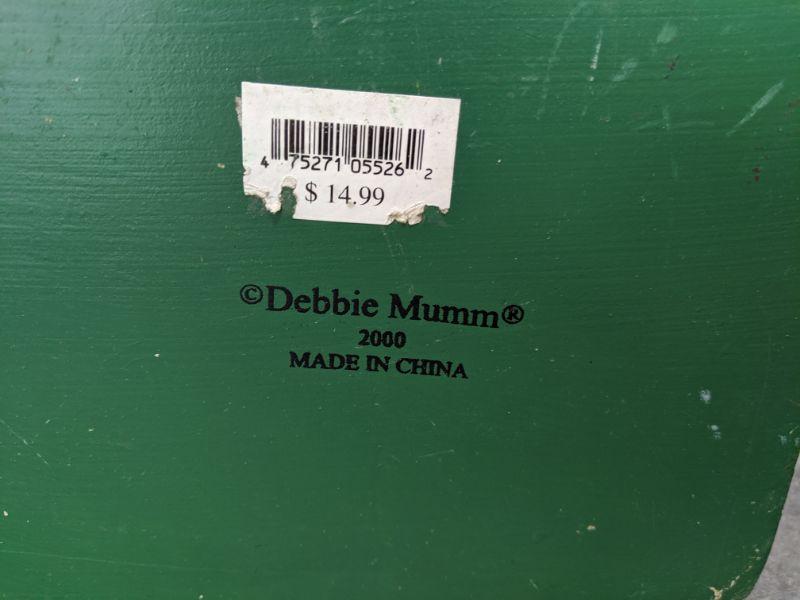 4 75271 05526 2
$ 14.99
©Debbie Mumm®
2000
MADE IN CHINA